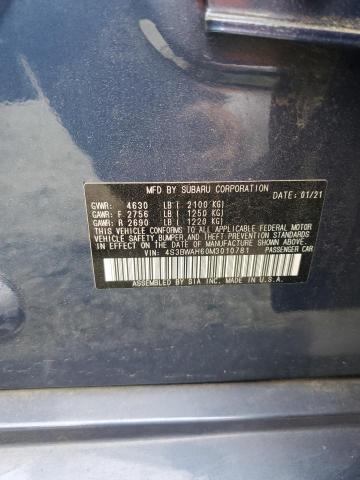 MFD BY SUBARU CORPORATION
DATE: 01/21
GVWR: 4630 LB ( 2100 KG)
GAWR: F 2756 LB ( 1250 KG)
GAWR: R 2690 LB ( 1220 KG)
THIS VEHICLE CONFORMS TO ALL APPLICABLE FEDERAL MOTOR
VEHICLE SAFETY, BUMPER, AND THEFT PREVENTION STANDARDS
IN EFFECT ON THE DATE OF MANUFACTURE SHOWN ABOVE.
VIN: 4S3BWAH60M3010781 PASSENGER CAR
ASSEMBLED BY SIA INC. MADE IN U.S.A.